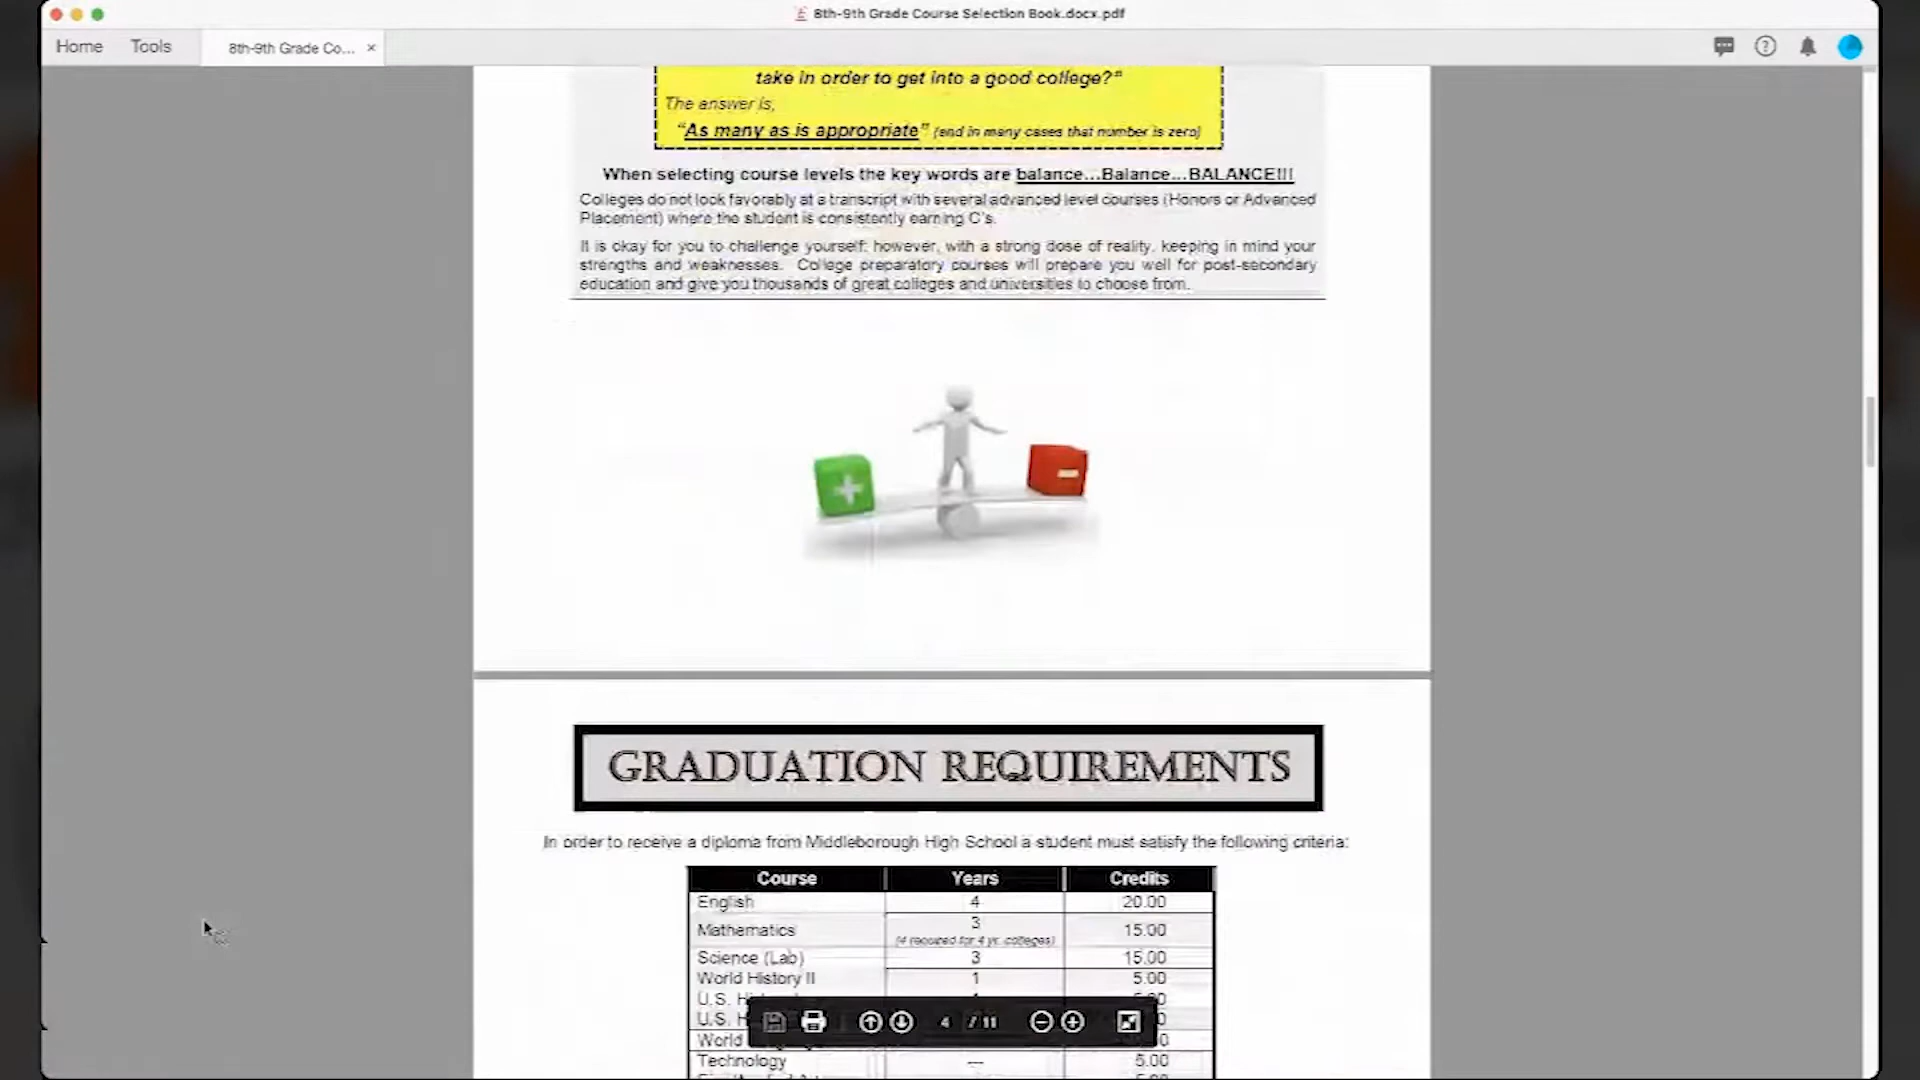 8th-9th Grade Course Selection Book.docx.pdf
Home Tools 8th-9th Grade Co... ×
take in order to get into a good college?"
The answer is,
"As many as is appropriate" (and in many cases that number is zero)
When selecting course levels the key words are balance...Balance...BALANCE!!!
Colleges do not look favorably at a transcript with several advanced level courses (Honors or Advanced
Placement) where the student is consistently earning C's.
It is okay for you to challenge yourself; however, with a strong dose of reality, keeping in mind your
strengths and weaknesses. College preparatory courses will prepare you well for post-secondary
education and give you thousands of great colleges and universities to choose from.
GRADUATION REQUIREMENTS
In order to receive a diploma from Middleborough High School a student must satisfy the following criteria:
Course Years Credits
English 4 20.00
Mathematics 3 15.00
(4 required for 4 yr. colleges)
Science (Lab) 3 15.00
World History II 1 5.00
U.S.
U.S.
World
4 / 11
Technology --- 5.00